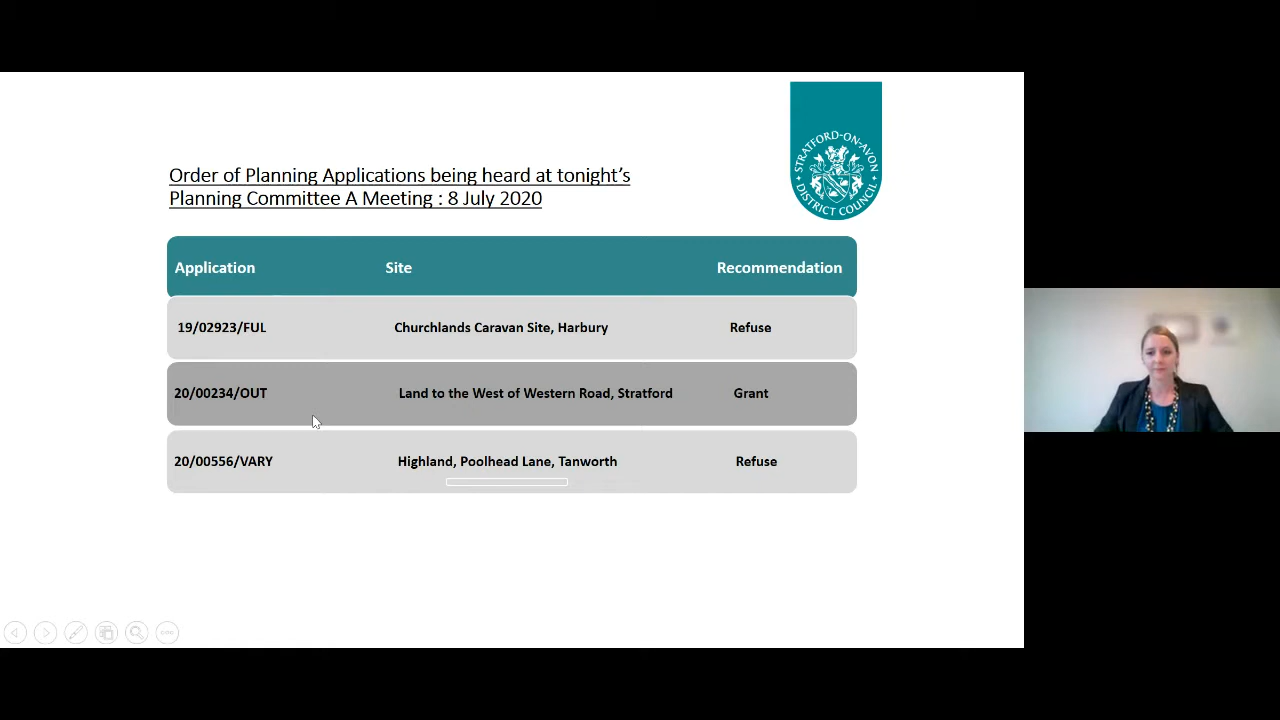 STRATFORD-ON-AVON
DISTRICT COUNCIL
Order of Planning Applications being heard at tonight's
Planning Committee A Meeting : 8 July 2020
Application Site Recommendation
19/02923/FUL Churchlands Caravan Site, Harbury Refuse
20/00234/OUT Land to the West of Western Road, Stratford Grant
20/00556/VARY Highland, Poolhead Lane, Tanworth Refuse